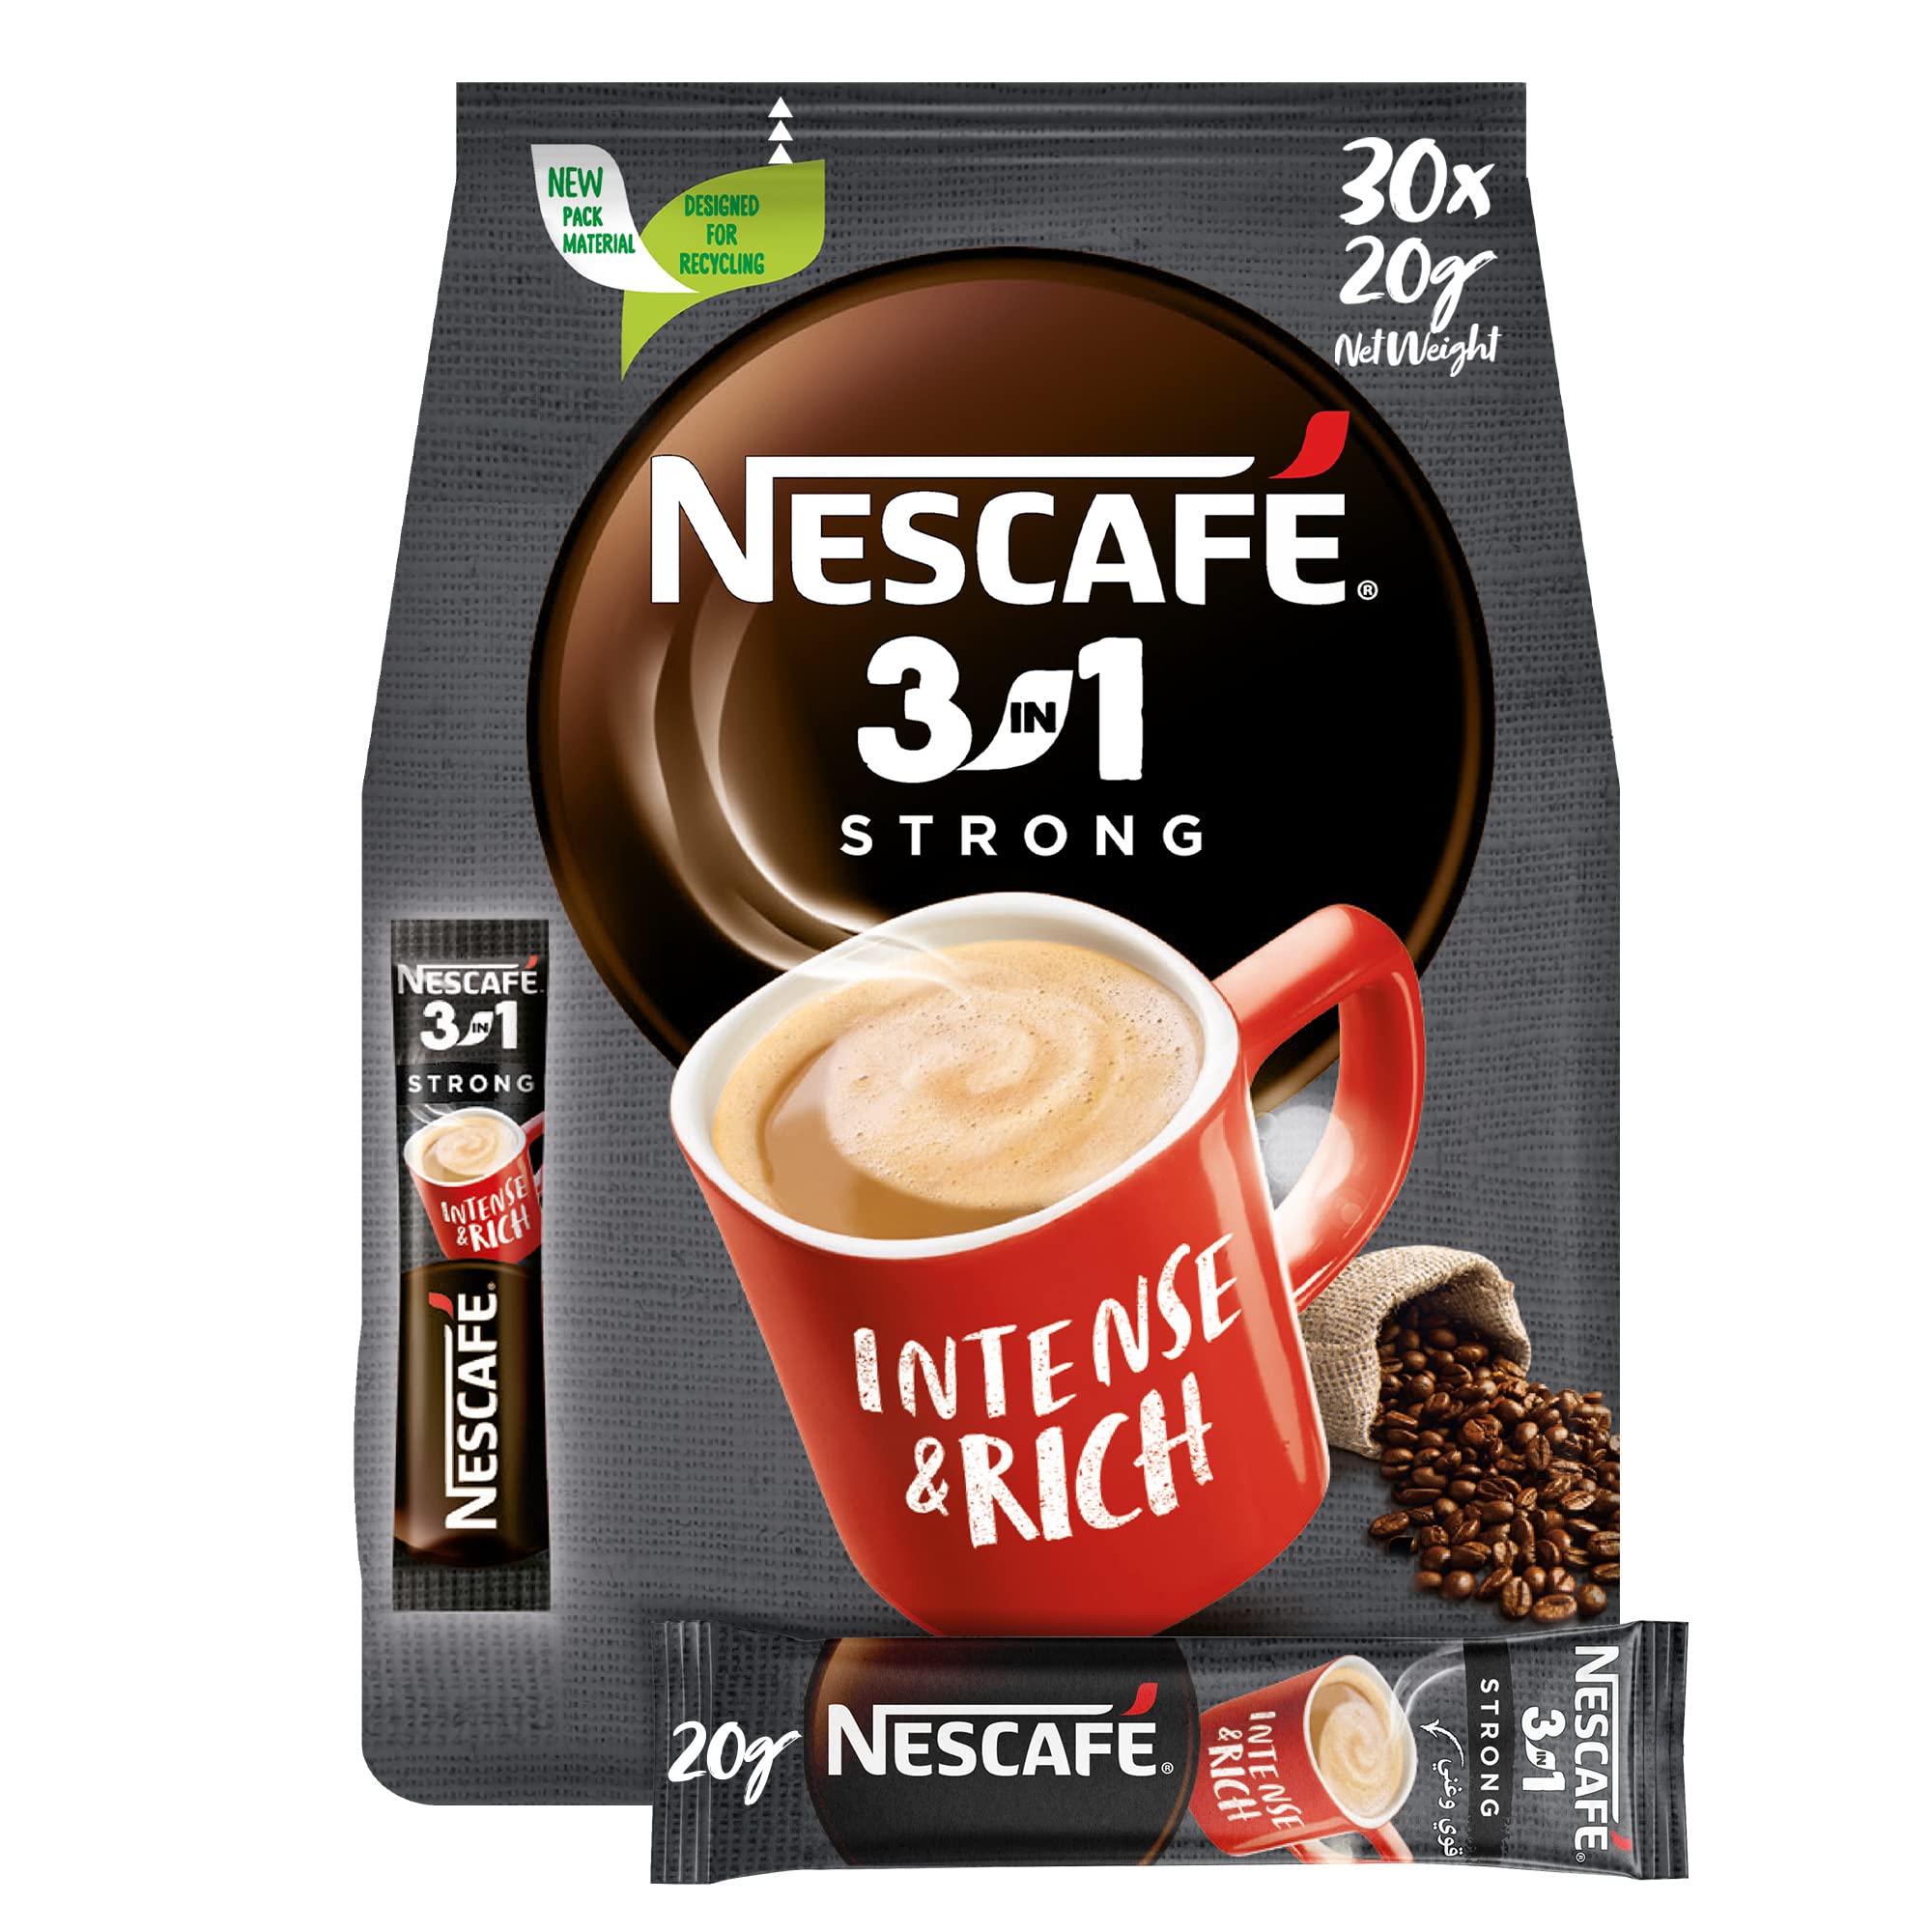 NEW
PACK
MATERIAL
DESIGNED
FOR
RECYCLING
30x
20g
Net Weight
NESCAFÉ®
3 IN 1
STRONG
NESCAFÉ
3 IN 1
STRONG
INTENSE
& RICH
NESCAFÉ®
INTENSE
& RICH
20g
NESCAFÉ®
INTENSE
& RICH
قوي وغني
STRONG
3 IN 1
NESCAFÉ®